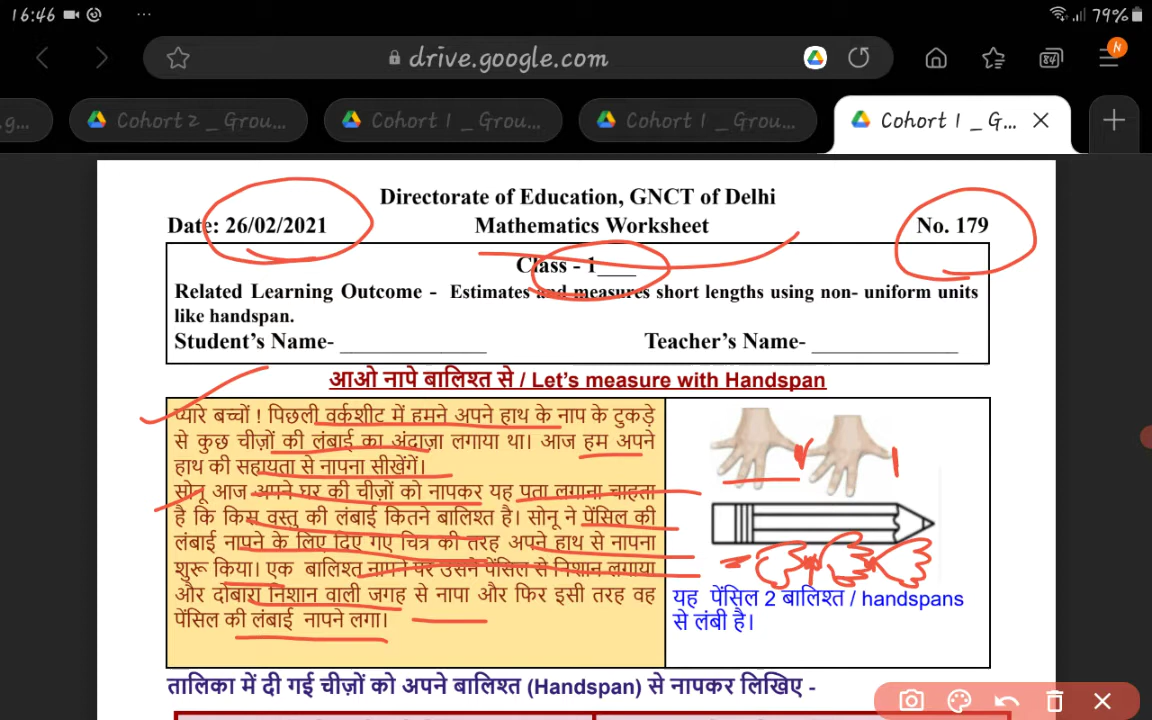 16:46
79%
drive.google.com
84
N
g...
Cohort 2 _ Grou...
Cohort 1 _ Grou...
Cohort 1 _ Grou...
Cohort 1 _ G...
Directorate of Education, GNCT of Delhi
Date: 26/02/2021 Mathematics Worksheet No. 179
Class - 1___
Related Learning Outcome - Estimates and measures short lengths using non- uniform units
like handspan.
Student's Name- _____________ Teacher's Name- _____________
आओ नापे बालिश्त से / Let's measure with Handspan
प्यारे बच्चों ! पिछली वर्कशीट में हमने अपने हाथ के नाप के टुकड़े
से कुछ चीज़ों की लंबाई का अंदाज़ा लगाया था। आज हम अपने
हाथ की सहायता से नापना सीखेंगें।
सोनू आज अपने घर की चीज़ों को नापकर यह पता लगाना चाहता
है कि किस वस्तु की लंबाई कितने बालिश्त है। सोनू ने पेंसिल की
लंबाई नापने के लिए दिए गए चित्र की तरह अपने हाथ से नापना
शुरू किया। एक बालिश्त नापने पर उसने पेंसिल से निशान लगाया
और दोबारा निशान वाली जगह से नापा और फिर इसी तरह वह
पेंसिल की लंबाई नापने लगा।
यह पेंसिल 2 बालिश्त / handspans
से लंबी है।
तालिका में दी गई चीज़ों को अपने बालिश्त (Handspan) से नापकर लिखिए -